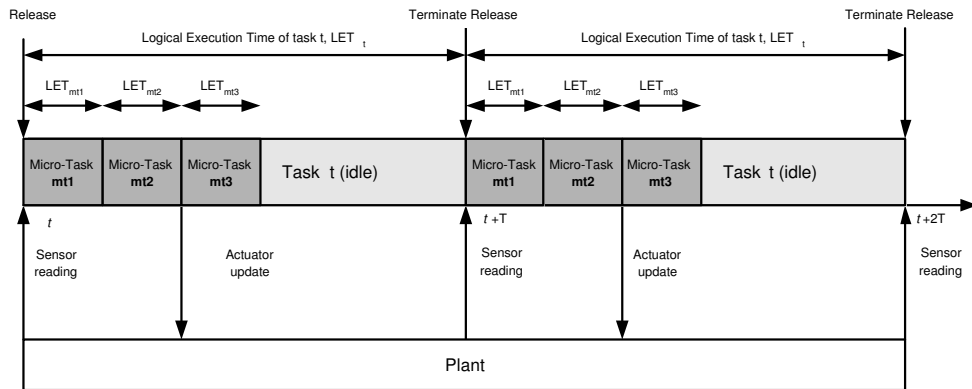 Release
Terminate Release
Terminate Release
Logical Execution Time of task t, LET t
Logical Execution Time of task t, LET t
LETmt1
LETmt2
LETmt3
LETmt1
LETmt2
LETmt3
Micro-Task
mt1
Micro-Task
mt2
Micro-Task
mt3
Task t (idle)
Micro-Task
mt1
Micro-Task
mt2
Micro-Task
mt3
Task t (idle)
t
t+T
t+2T
Sensor
reading
Actuator
update
Sensor
reading
Actuator
update
Sensor
reading
Plant